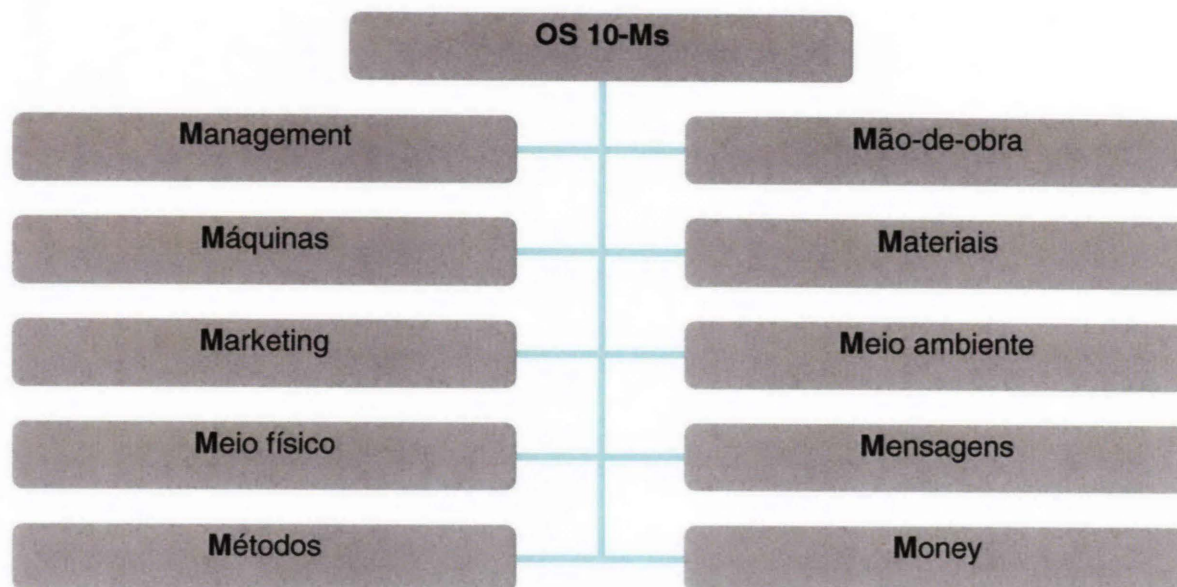 OS 10-Ms
Management
Mão-de-obra
Máquinas
Materiais
Marketing
Meio ambiente
Meio físico
Mensagens
Métodos
Money